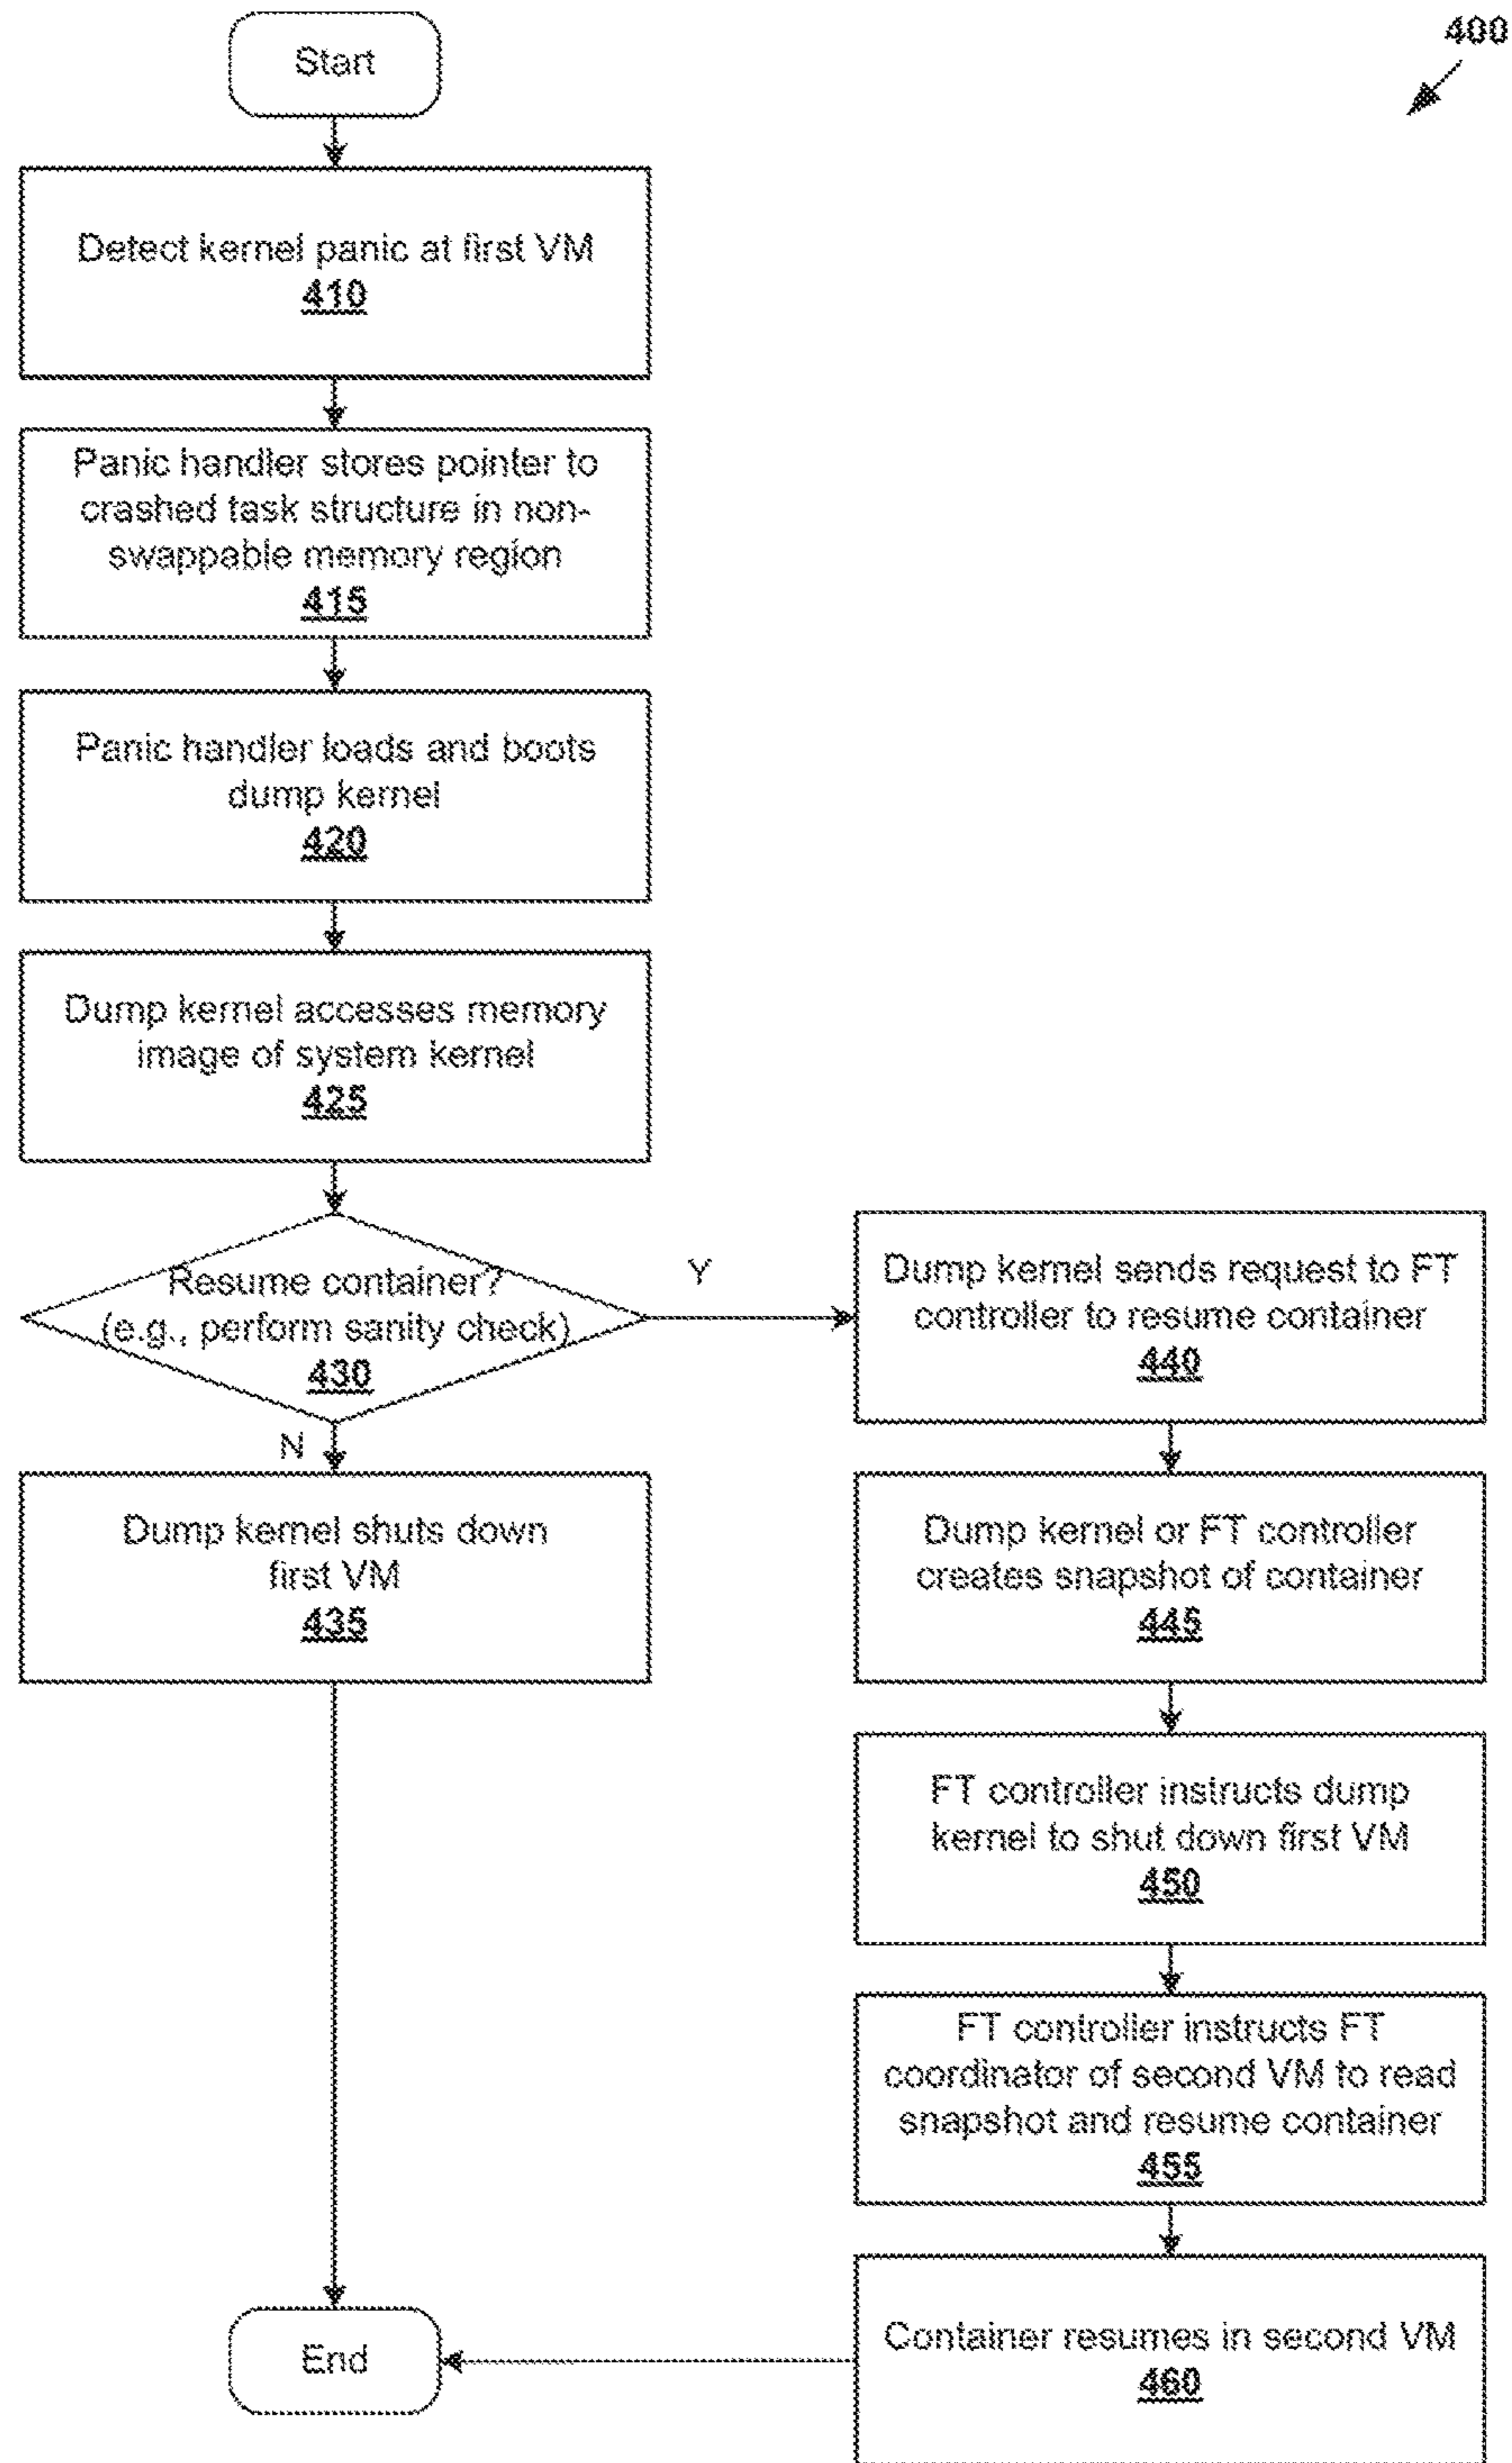 400
Start
Detect kernel panic at first VM
410
Panic handler stores pointer to
crashed task structure in non-
swappable memory region
415
Panic handler loads and boots
dump kernel
420
Dump kernel accesses memory
image of system kernel
425
Resume container?
(e.g., perform sanity check)
430
Y
N
Dump kernel shuts down
first VM
435
Dump kernel sends request to FT
controller to resume container
440
Dump kernel or FT controller
creates snapshot of container
445
FT controller instructs dump
kernel to shut down first VM
450
FT controller instructs FT
coordinator of second VM to read
snapshot and resume container
455
Container resumes in second VM
460
End